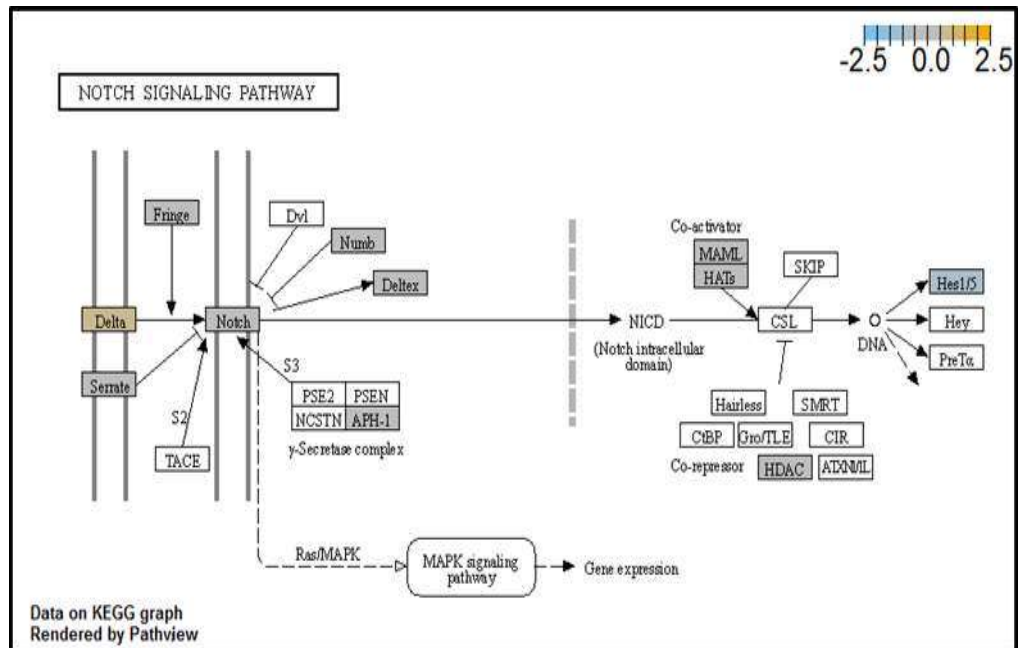 -2.5 0.0 2.5
NOTCH SIGNALING PATHWAY
Fringe
Dvl
Numb
Deltex
Delta
Notch
Serrate
S2
TACE
S3
PSE2 PSEN
NCSTN APH-1
γ-Secretase complex
NICD
(Notch intracellular
domain)
Co-activator
MAML
HATs
SKIP
CSL
DNA
Hes1/5
Hey
PreTα
Hairless SMRT
CtBP Gro/TLE CIR
Co-repressor HDAC ATXN1/1L
Ras/MAPK
MAPK signaling
pathway
Gene expression
Data on KEGG graph
Rendered by Pathview